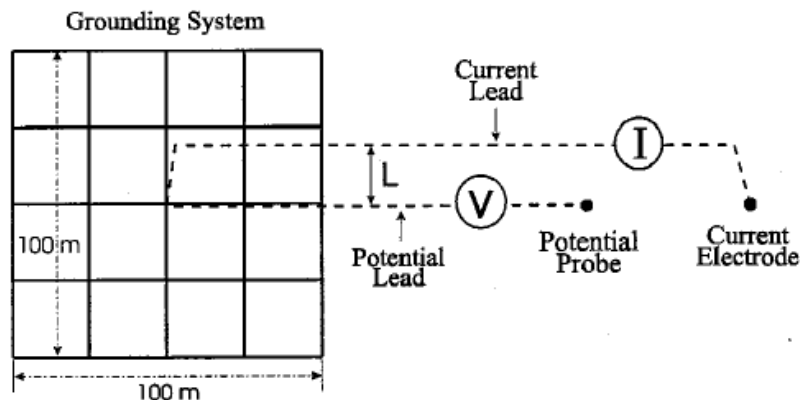 Grounding System
Current
Lead
I
L
V
100 m
Potential
Lead
Potential
Probe
Current
Electrode
100 m